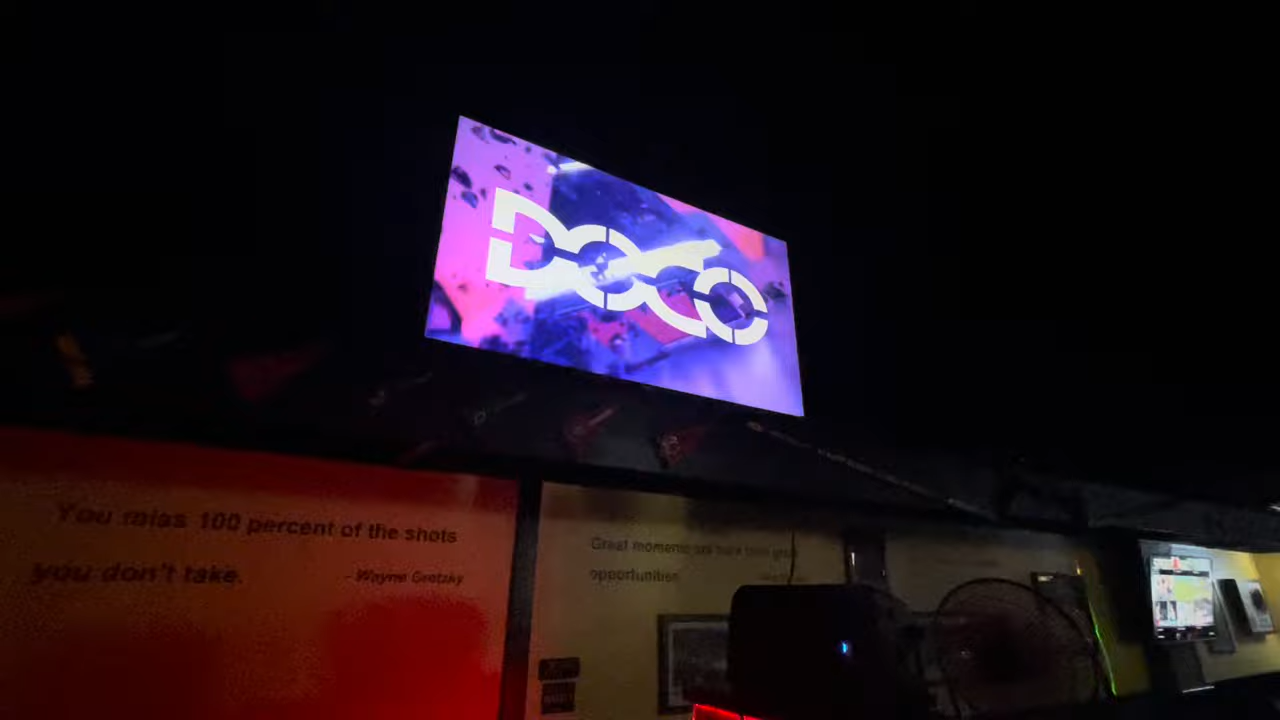 DOCO
You miss 100 percent of the shots
you don't take.
- Wayne Gretzky
Great moments are born from great
opportunities